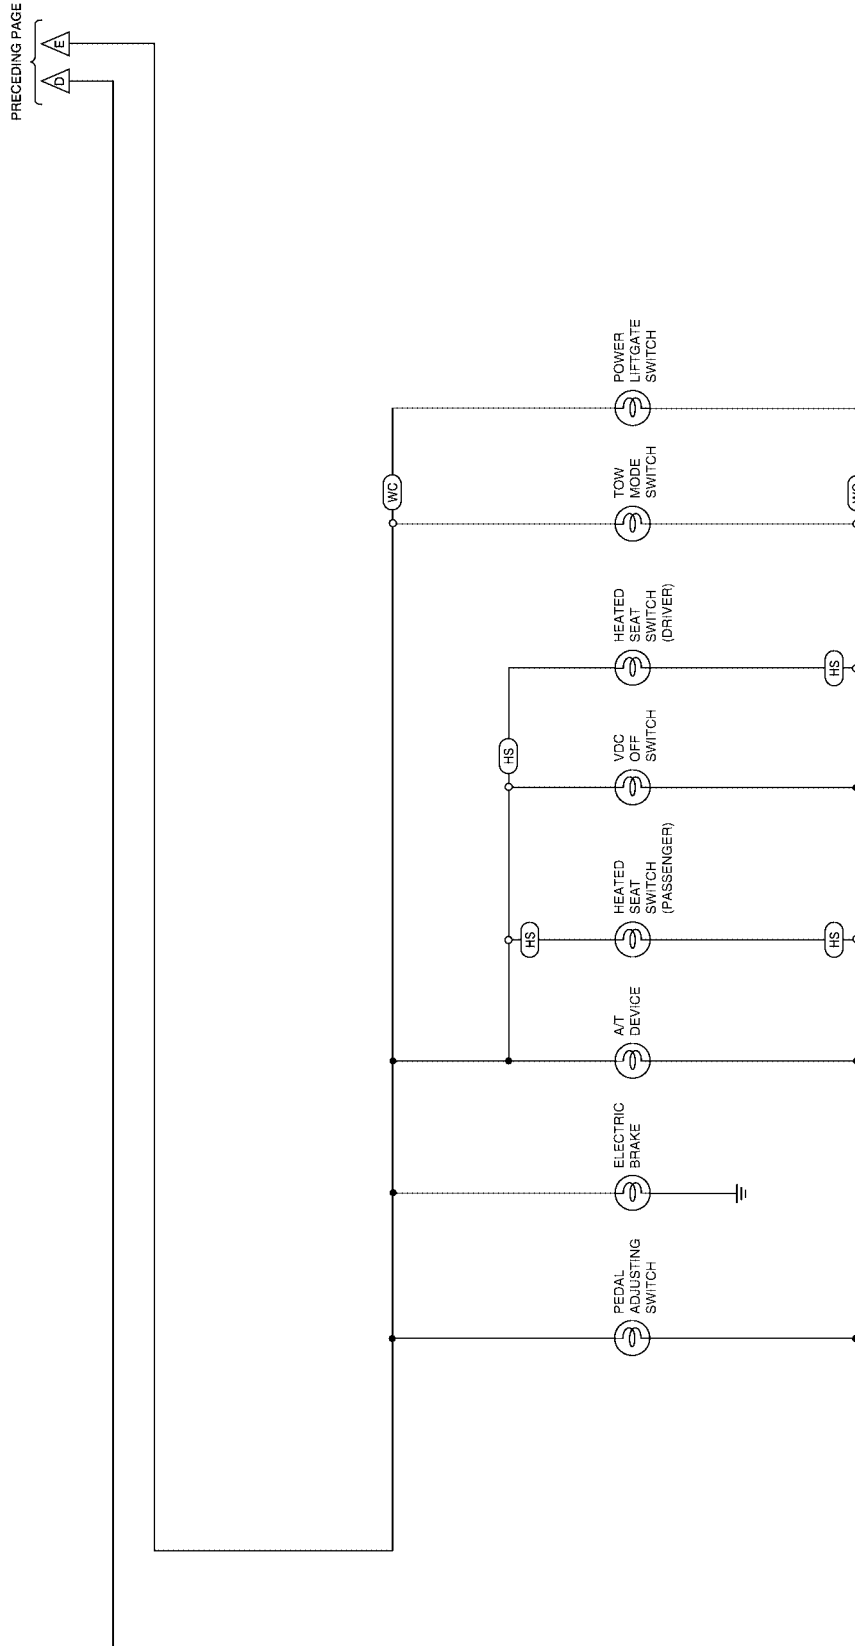 PRECEDING PAGE
E
D
POWER
LIFTGATE
SWITCH
WC
TOW
MODE
SWITCH
HEATED
SEAT
SWITCH
(DRIVER)
HS
HS
VDC
OFF
SWITCH
HEATED
SEAT
SWITCH
(PASSENGER)
HS
HS
A/T
DEVICE
ELECTRIC
BRAKE
PEDAL
ADJUSTING
SWITCH